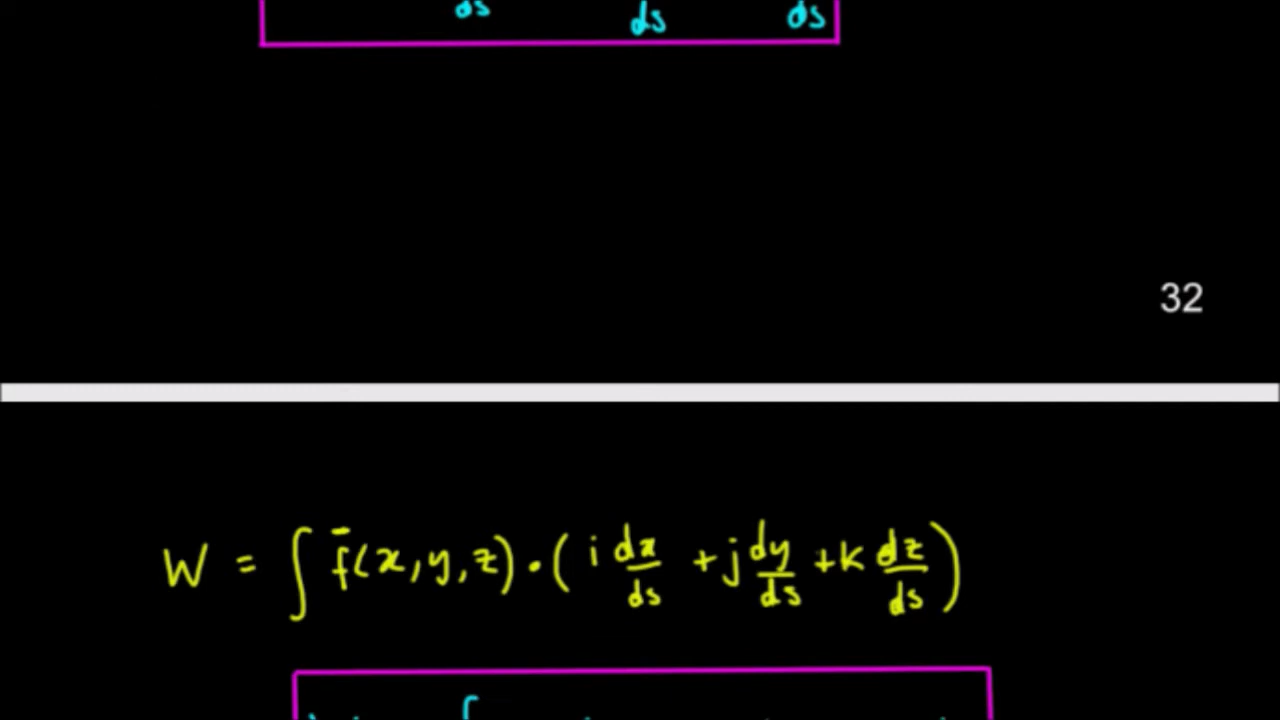 ds ds ds
32
W = ∫ f̄(x,y,z)·(i dx/ds + j dy/ds + k dz/ds)